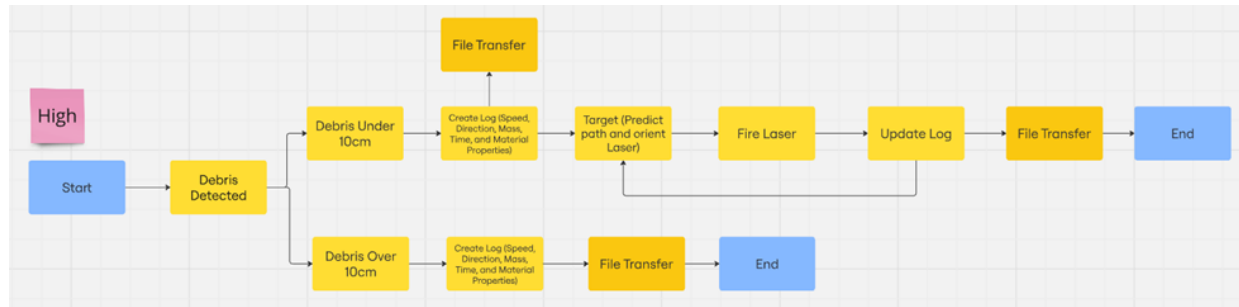 File Transfer
High
Debris Under
10cm
Create Log (Speed,
Direction, Mass,
Time, and Material
Properties)
Target (Predict
path and orient
Laser)
Fire Laser
Update Log
File Transfer
End
Start
Debris
Detected
Debris Over
10cm
Create Log (Speed,
Direction, Mass,
Time, and Material
Properties)
File Transfer
End